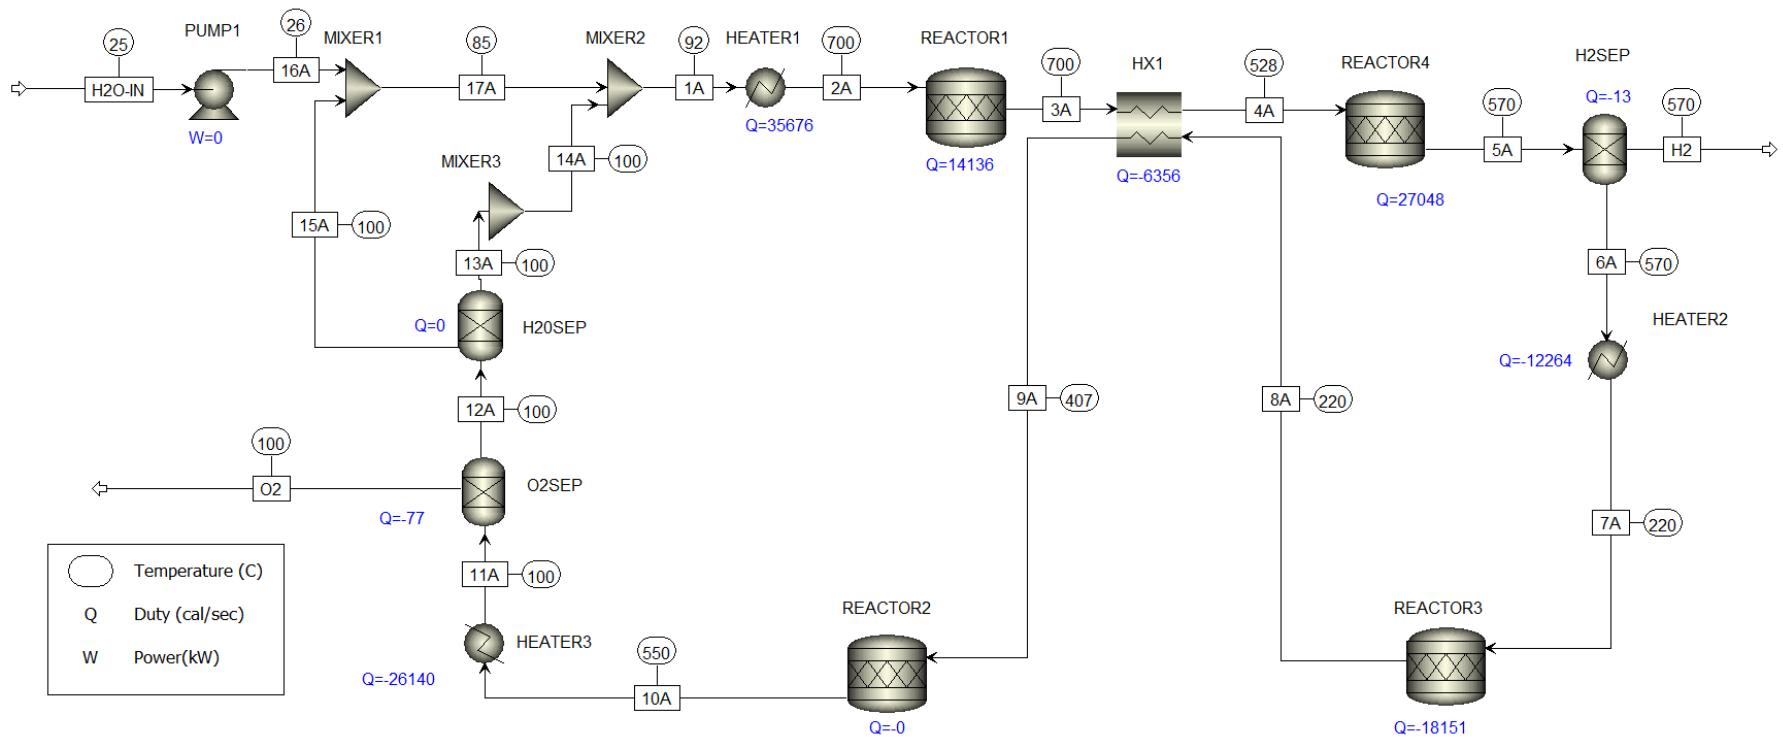 25
H2O-IN
PUMP1
W=0
26
16A
MIXER1
85
17A
MIXER2
92
1A
HEATER1
Q=35676
700
2A
REACTOR1
Q=14136
700
3A
HX1
Q=-6356
528
4A
REACTOR4
Q=27048
570
5A
H2SEP
Q=-13
570
H2
MIXER3
14A
100
15A
100
13A
100
6A
570
Q=0
H20SEP
HEATER2
Q=-12264
12A
100
9A
407
8A
220
100
O2
O2SEP
Q=-77
7A
220
11A
100
Temperature (C)
Q Duty (cal/sec)
W Power(kW)
HEATER3
Q=-26140
550
10A
REACTOR2
Q=-0
REACTOR3
Q=-18151